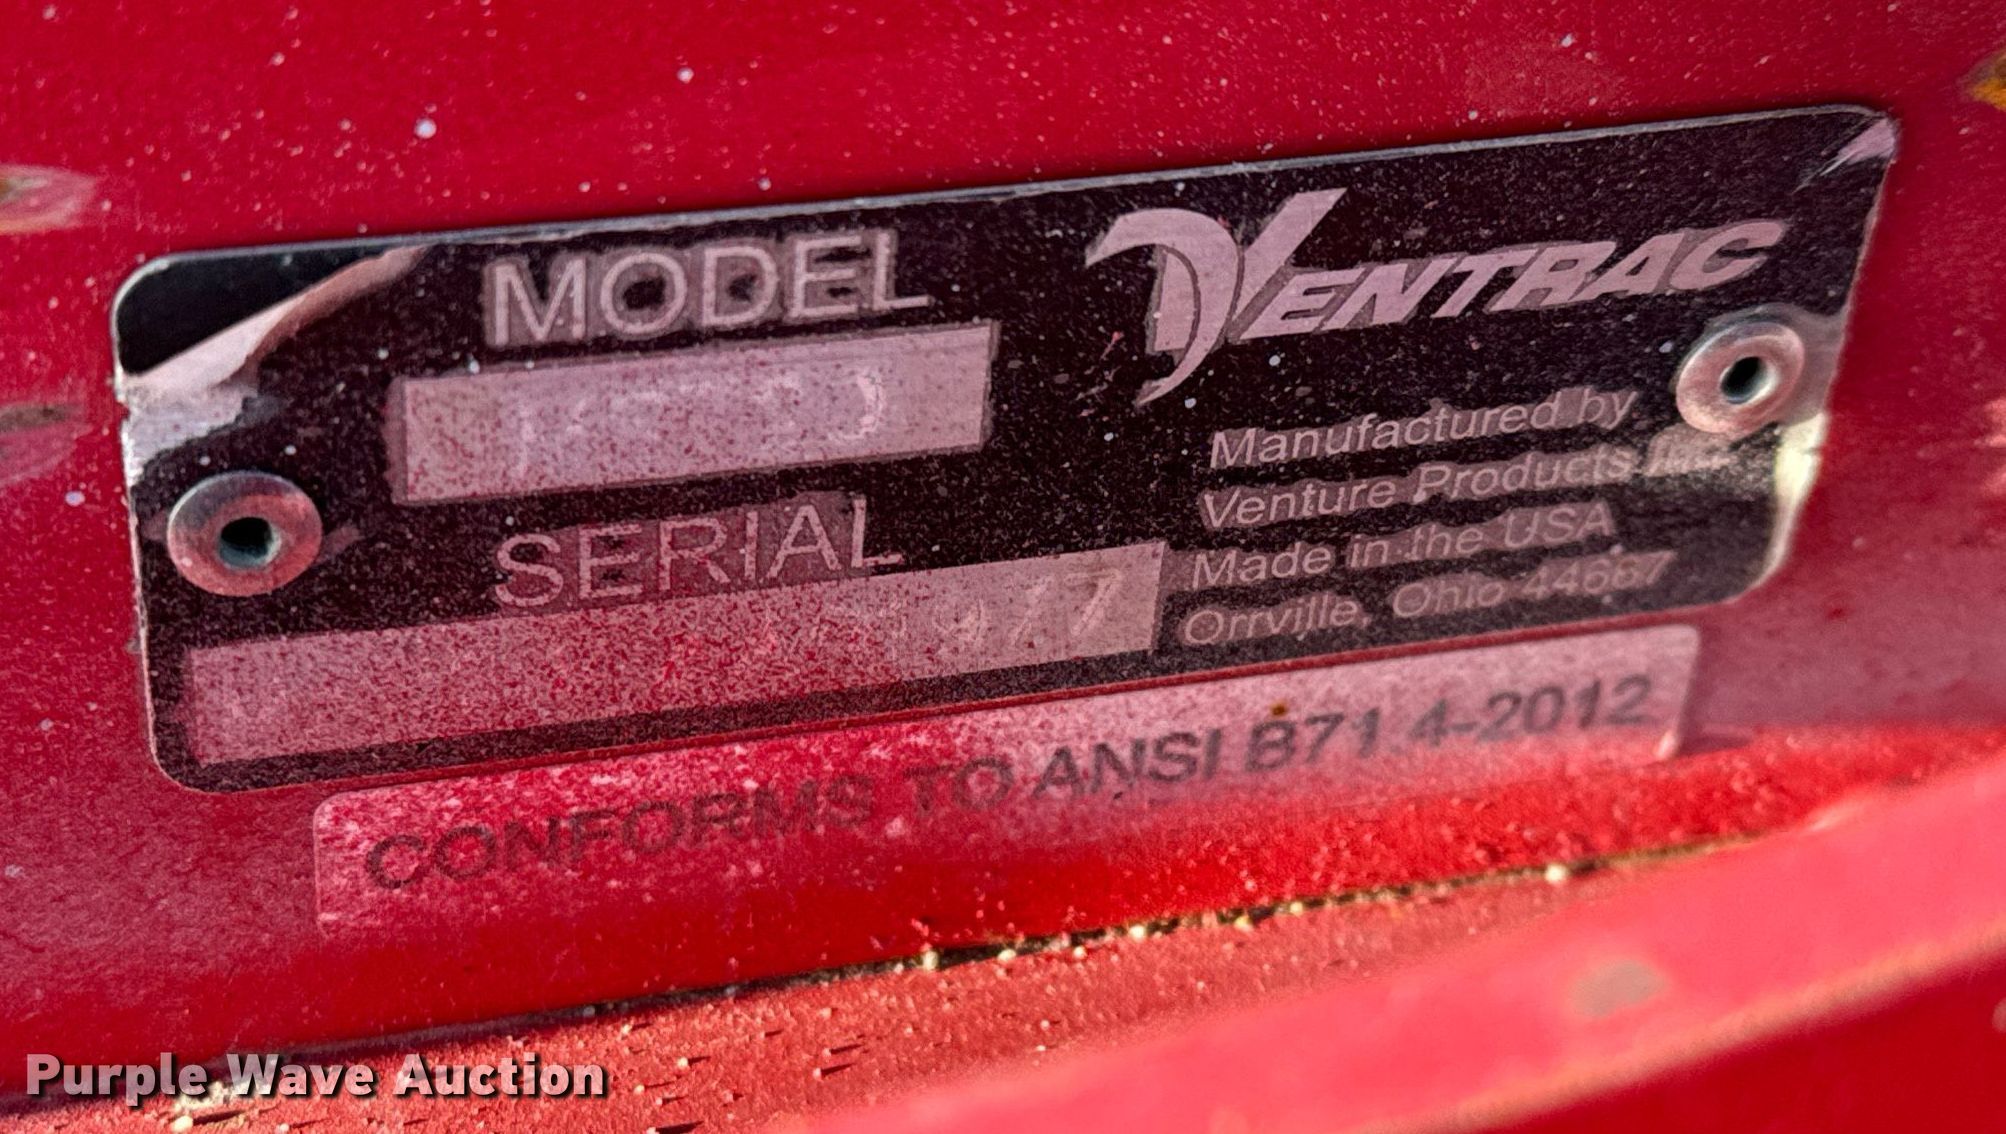 MODEL
VENTRAC
SERIAL
Manufactured by
Venture Products Inc.
Made in the USA
Orrville, Ohio 44667
CONFORMS TO ANSI B71.4-2012
Purple Wave Auction